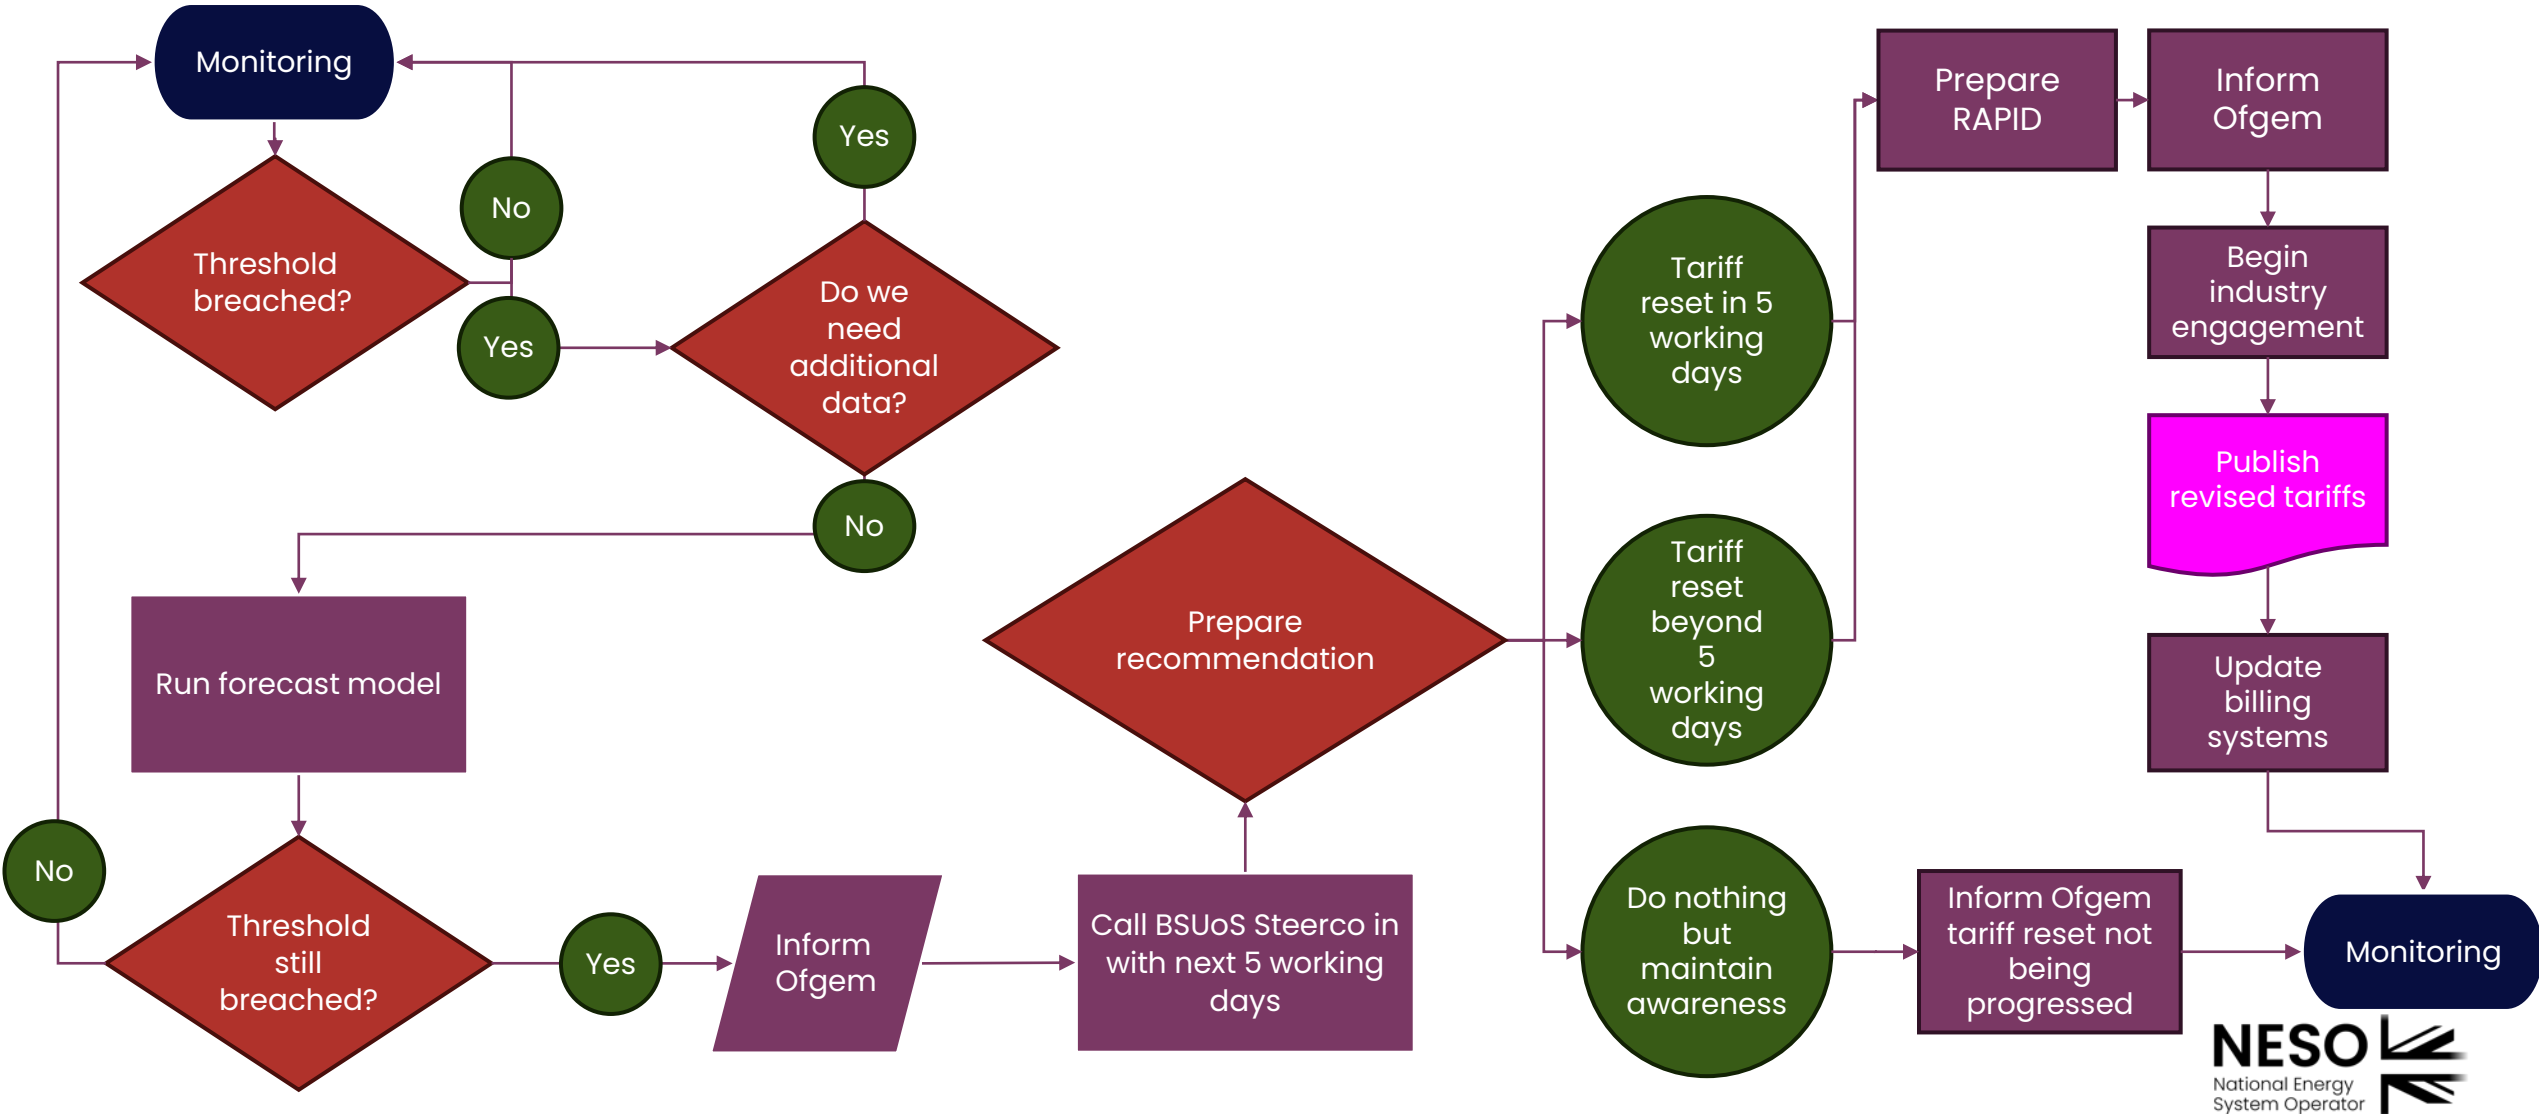 Monitoring
Threshold
breached?
No
Yes
Yes
Do we
need
additional
data?
No
Run forecast model
No
Threshold
still
breached?
Yes
Inform
Ofgem
Call BSUoS Steerco in
with next 5 working
days
Prepare
recommendation
Tariff
reset in 5
working
days
Tariff
reset
beyond
5
working
days
Do nothing
but
maintain
awareness
Prepare
RAPID
Inform
Ofgem
Begin
industry
engagement
Publish
revised tariffs
Update
billing
systems
Inform Ofgem
tariff reset not
being
progressed
Monitoring
NESO
National Energy
System Operator